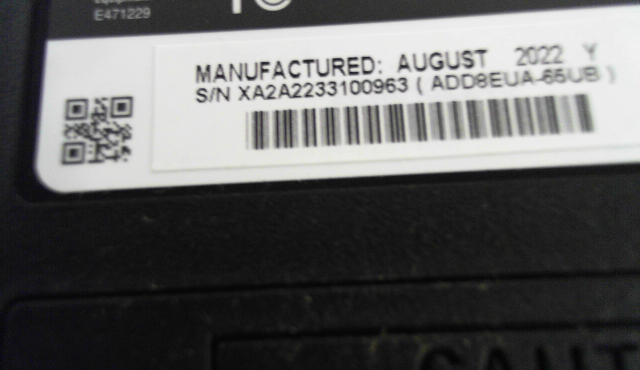 E471229
MANUFACTURED: AUGUST 2022 Y
S/N XA2A2233100963 ( ADD8EUA-65UB )